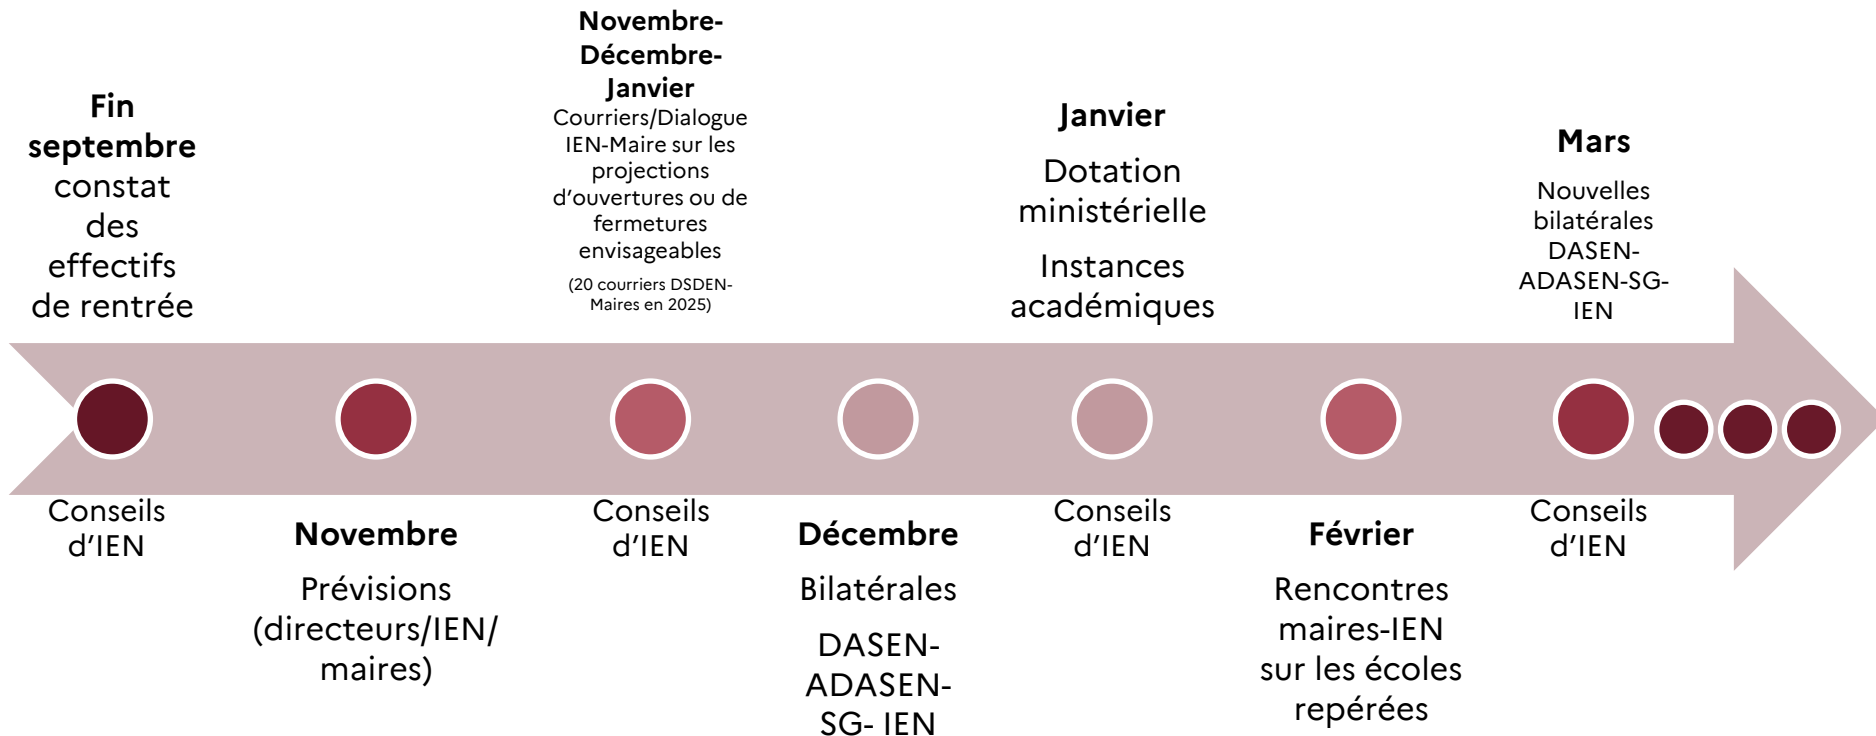 Fin
septembre
constat
des
effectifs
de rentrée
Conseils
d'IEN
Novembre
Prévisions
(directeurs/IEN/
maires)
Novembre-
Décembre-
Janvier
Courriers/Dialogue
IEN-Maire sur les
projections
d'ouvertures ou de
fermetures
envisageables
(20 courriers DSDEN-
Maires en 2025)
Conseils
d'IEN
Décembre
Bilatérales
DASEN-
ADASEN-
SG- IEN
Janvier
Dotation
ministérielle
Instances
académiques
Conseils
d'IEN
Février
Rencontres
maires-IEN
sur les écoles
repérées
Mars
Nouvelles
bilatérales
DASEN-
ADASEN-SG-
IEN
Conseils
d'IEN